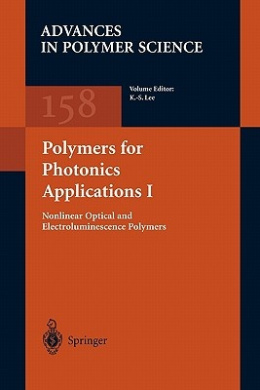 ADVANCES
IN POLYMER SCIENCE
158
Volume Editor:
K.-S. Lee
Polymers for
Photonics
Applications I
Nonlinear Optical and
Electroluminescence Polymers
Springer